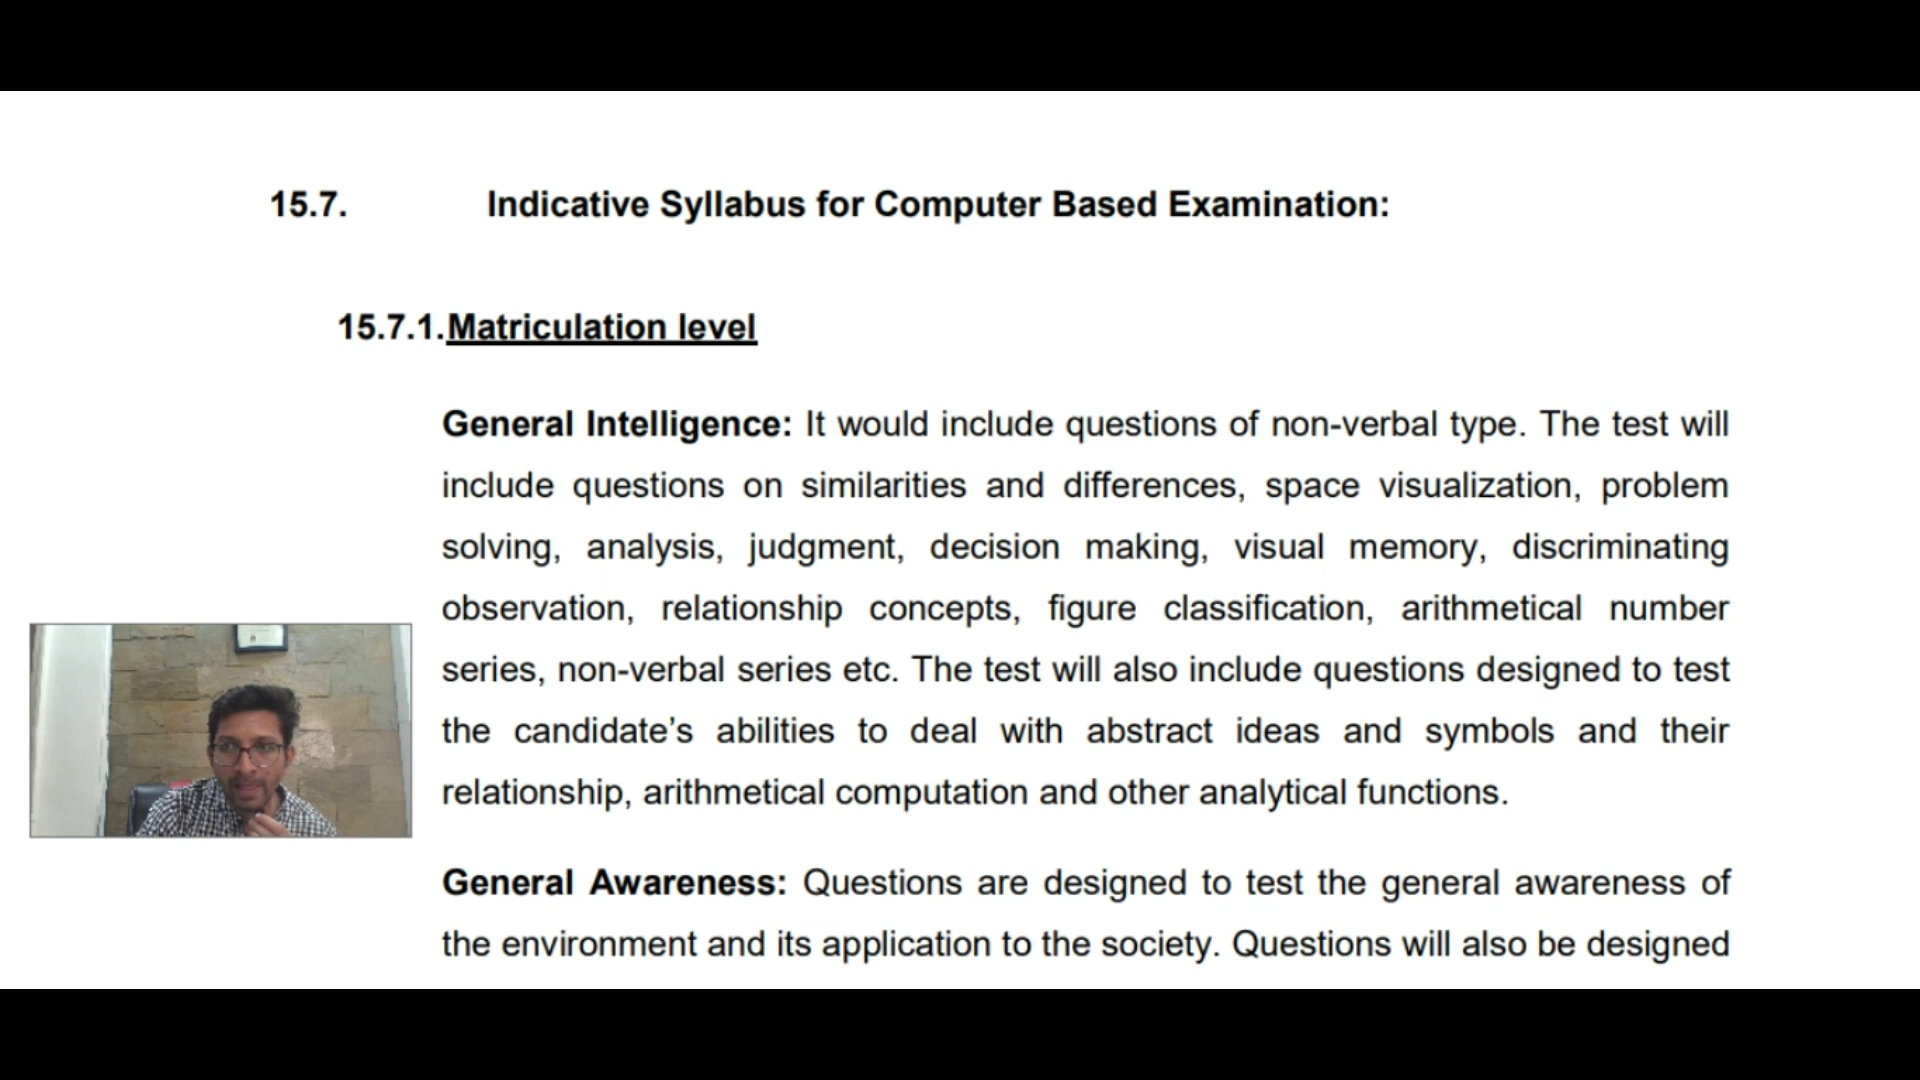 15.7. Indicative Syllabus for Computer Based Examination:
15.7.1. Matriculation level
General Intelligence: It would include questions of non-verbal type. The test will
include questions on similarities and differences, space visualization, problem
solving, analysis, judgment, decision making, visual memory, discriminating
observation, relationship concepts, figure classification, arithmetical number
series, non-verbal series etc. The test will also include questions designed to test
the candidate’s abilities to deal with abstract ideas and symbols and their
relationship, arithmetical computation and other analytical functions.
General Awareness: Questions are designed to test the general awareness of
the environment and its application to the society. Questions will also be designed